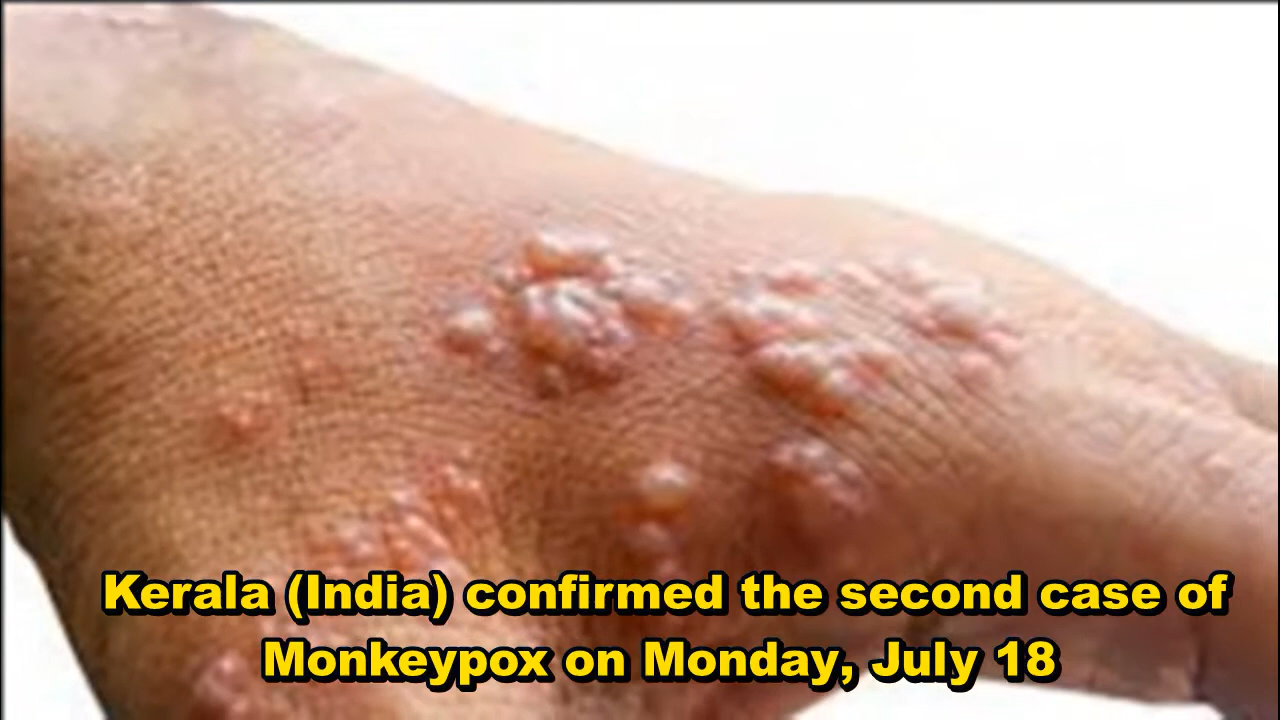 Kerala (India) confirmed the second case of
Monkeypox on Monday, July 18